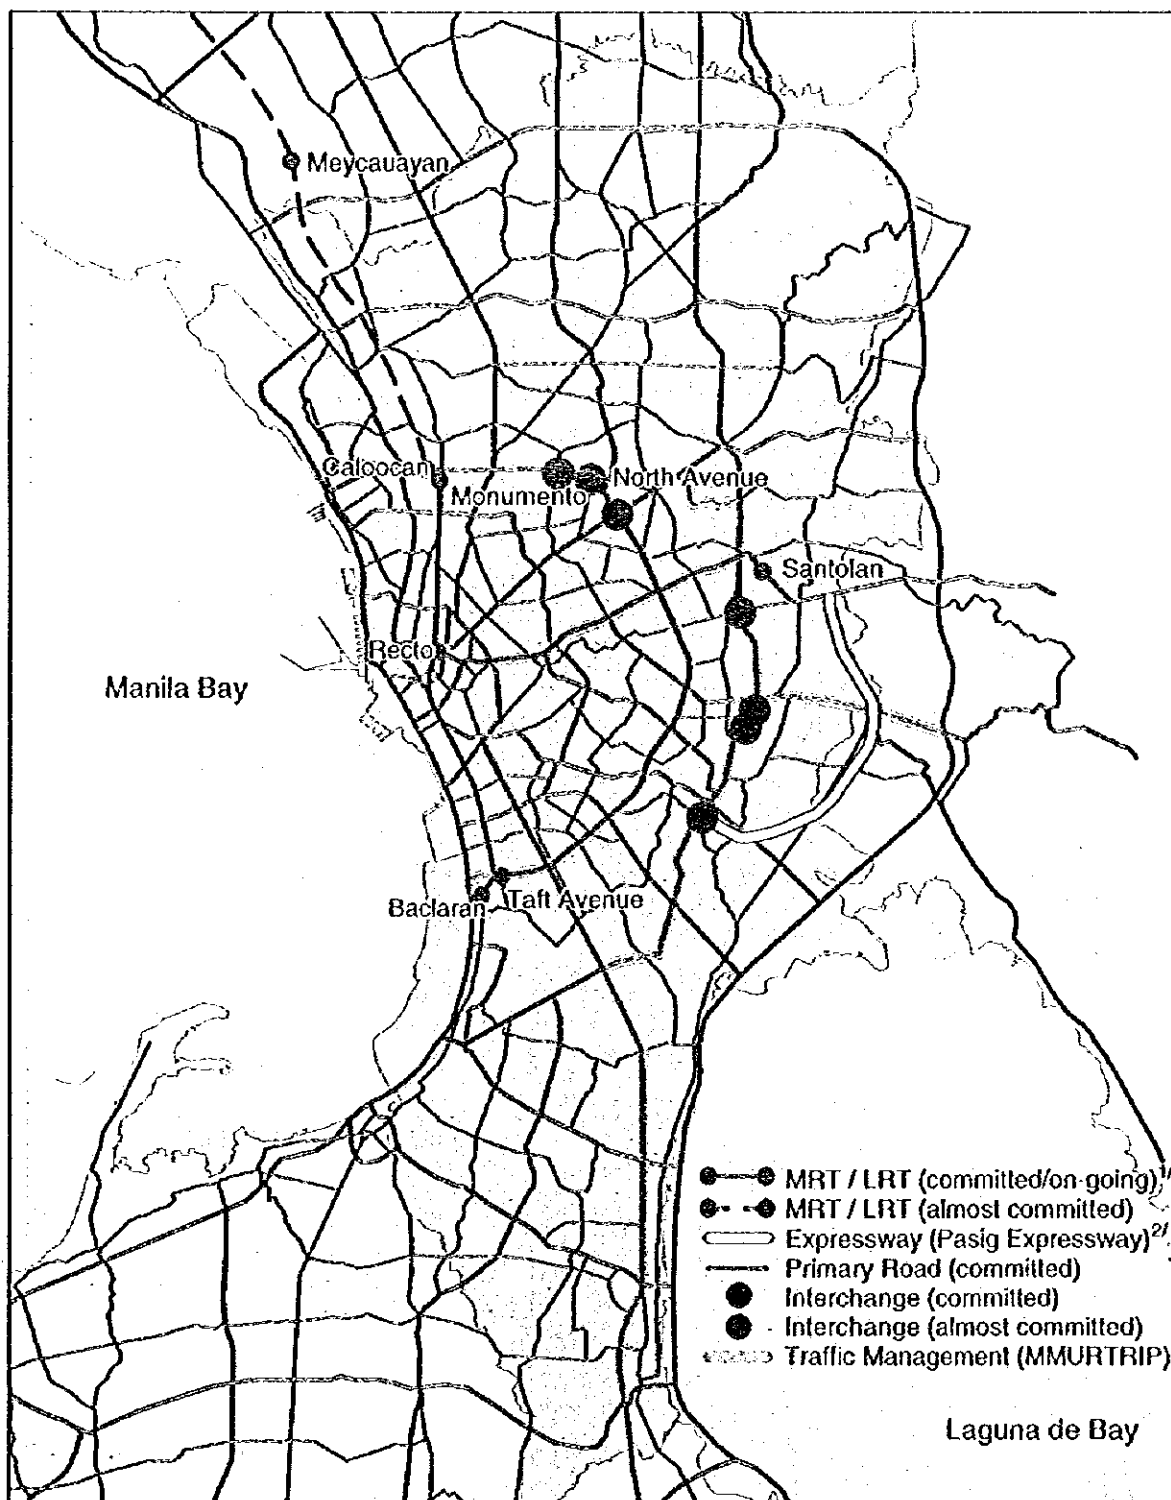 Meycauayan
Caloocan
Monumento
North Avenue
Santolan
Recto
Manila Bay
Taft Avenue
Baclaran
MRT / LRT (committed/on-going) 1/
MRT / LRT (almost committed)
Expressway (Pasig Expressway) 2/
Primary Road (committed)
Interchange (committed)
Interchange (almost committed)
Traffic Management (MMURTRIP)
Laguna de Bay